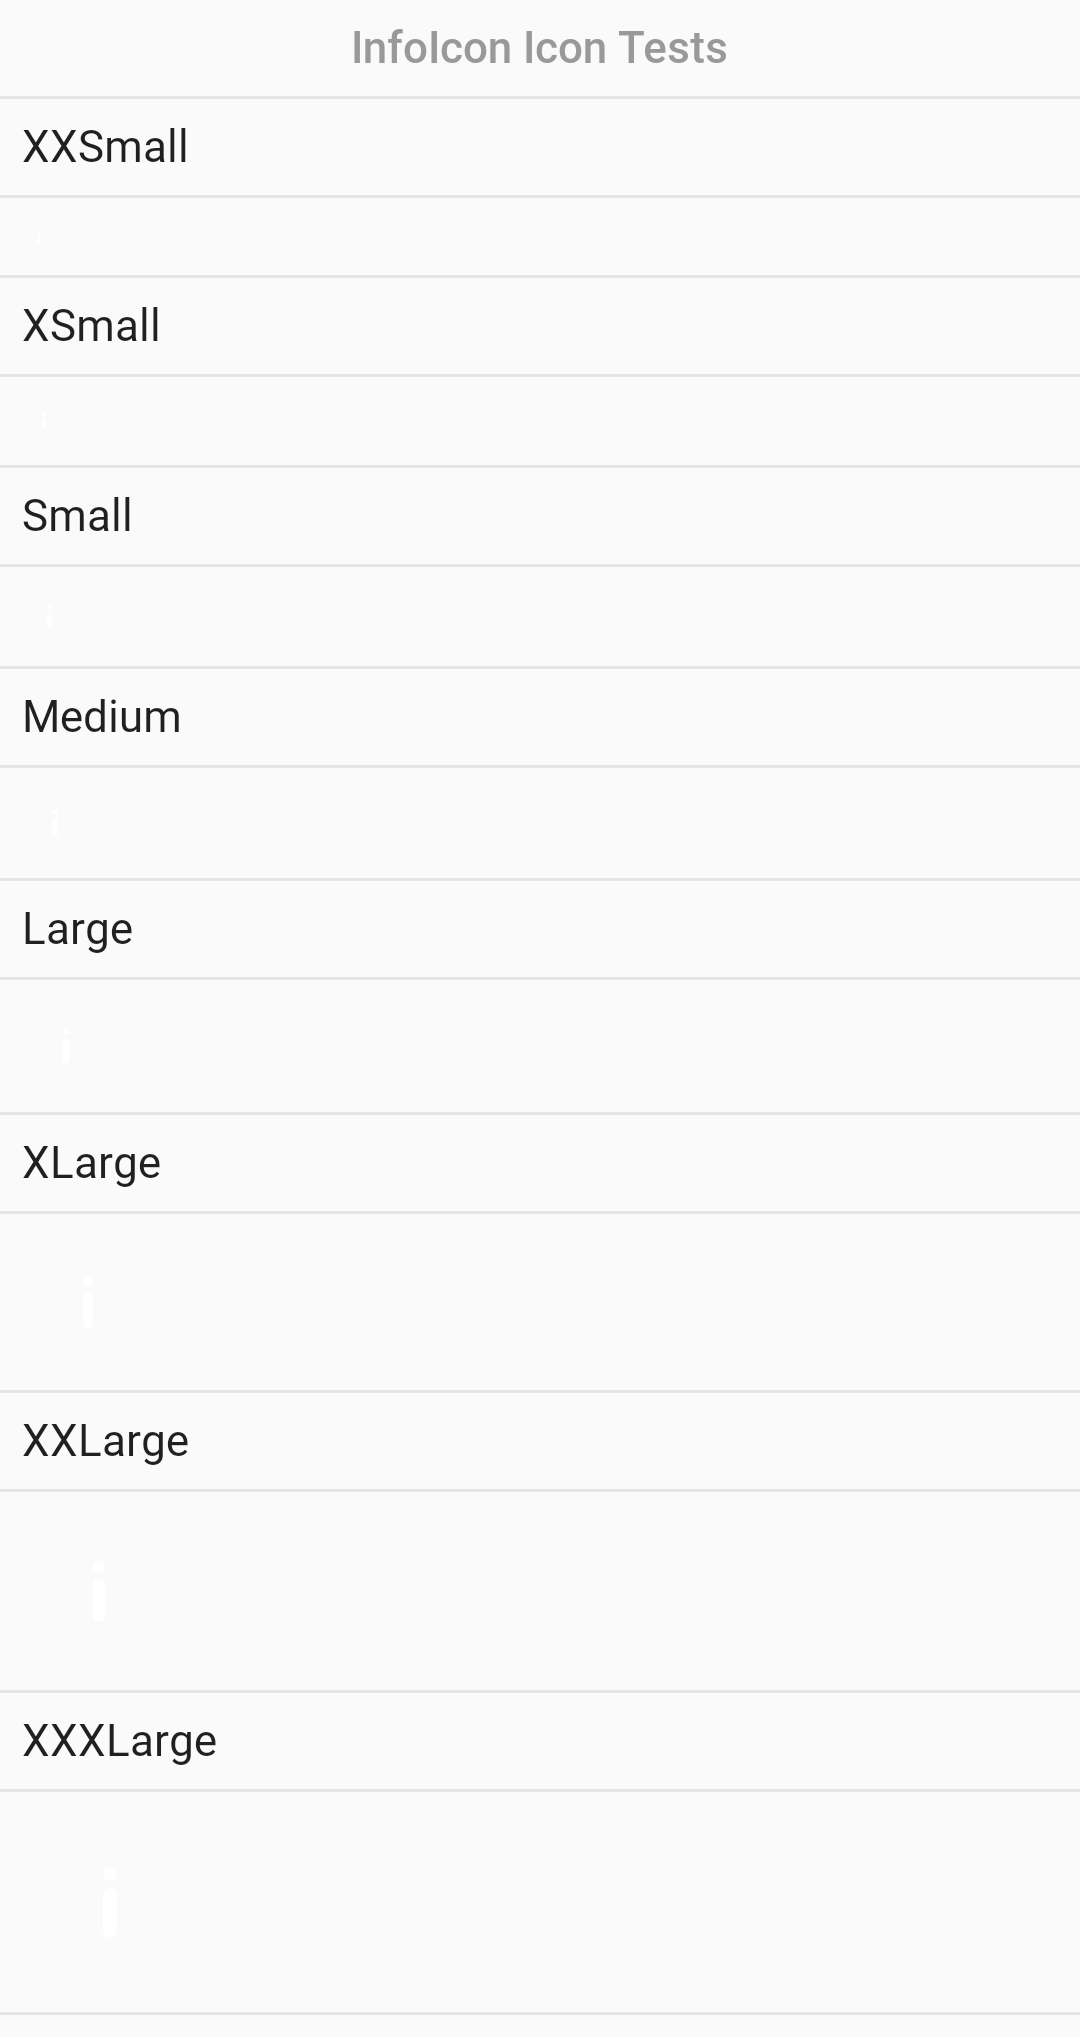 InfoIcon Icon Tests
XXSmall
i
XSmall
i
Small
i
Medium
i
Large
i
XLarge
i
XXLarge
i
XXXLarge
i